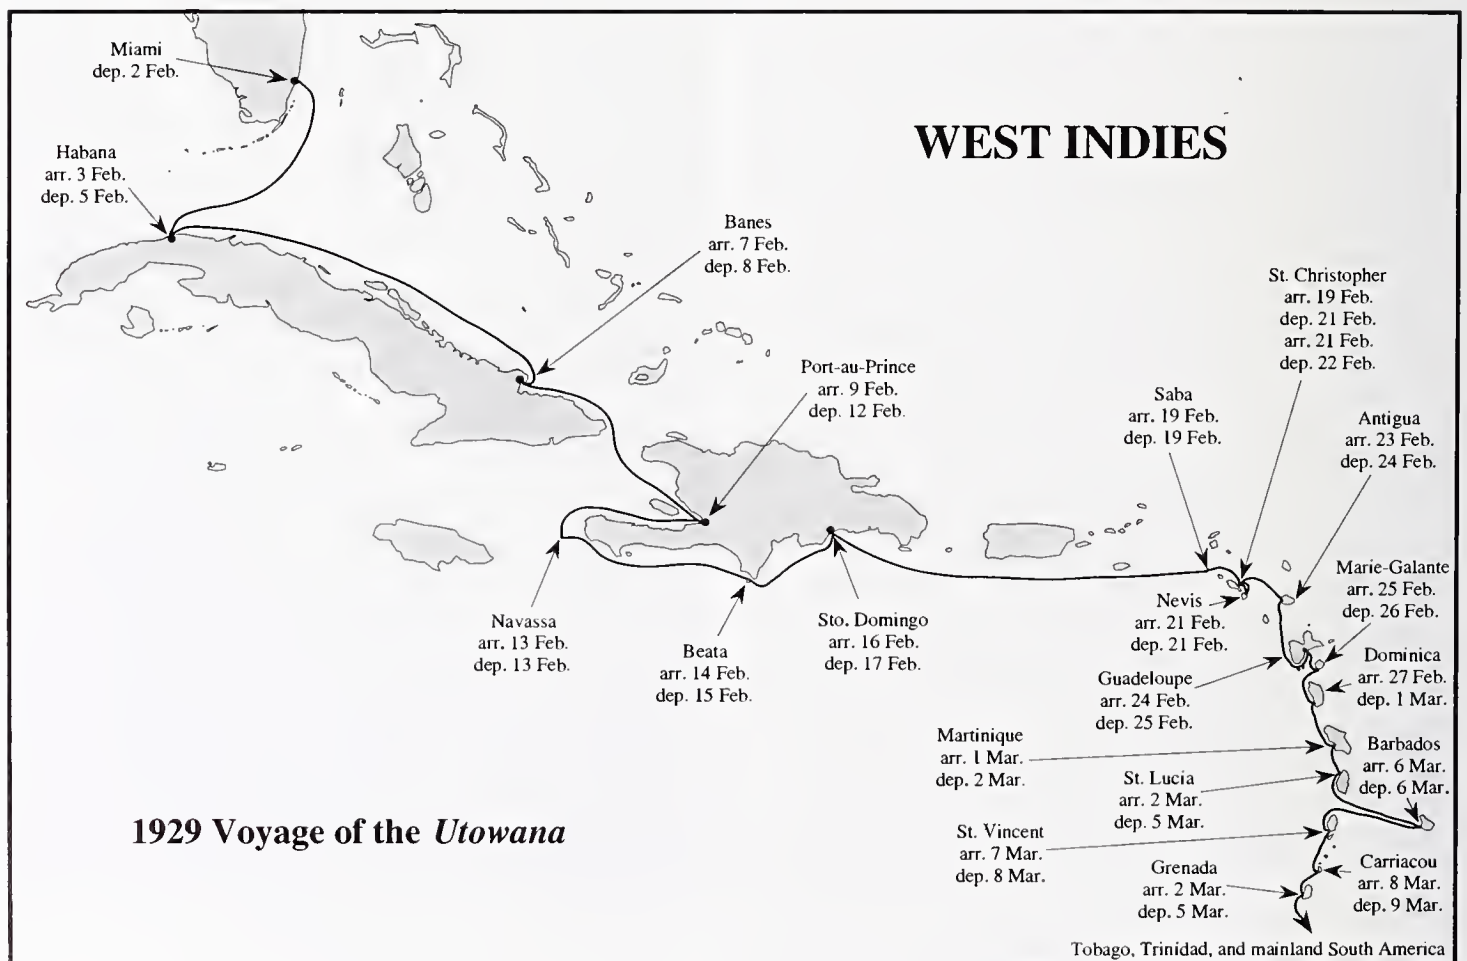 Miami
dep. 2 Feb.
WEST INDIES
Habana
arr. 3 Feb.
dep. 5 Feb.
Banes
arr. 7 Feb.
dep. 8 Feb.
St. Christopher
arr. 19 Feb.
dep. 21 Feb.
arr. 21 Feb.
dep. 22 Feb.
Port-au-Prince
arr. 9 Feb.
dep. 12 Feb.
Saba
arr. 19 Feb.
dep. 19 Feb.
Antigua
arr. 23 Feb.
dep. 24 Feb.
Marie-Galante
arr. 25 Feb.
dep. 26 Feb.
Nevis
arr. 21 Feb.
dep. 21 Feb.
Navassa
arr. 13 Feb.
dep. 13 Feb.
Beata
arr. 14 Feb.
dep. 15 Feb.
Sto. Domingo
arr. 16 Feb.
dep. 17 Feb.
Guadeloupe
arr. 24 Feb.
dep. 25 Feb.
Dominica
arr. 27 Feb.
dep. 1 Mar.
Martinique
arr. 1 Mar.
dep. 2 Mar.
Barbados
arr. 6 Mar.
dep. 6 Mar.
St. Lucia
arr. 2 Mar.
dep. 5 Mar.
1929 Voyage of the Utowana
St. Vincent
arr. 7 Mar.
dep. 8 Mar.
Grenada
arr. 2 Mar.
dep. 5 Mar.
Carriacou
arr. 8 Mar.
dep. 9 Mar.
Tobago, Trinidad, and mainland South America